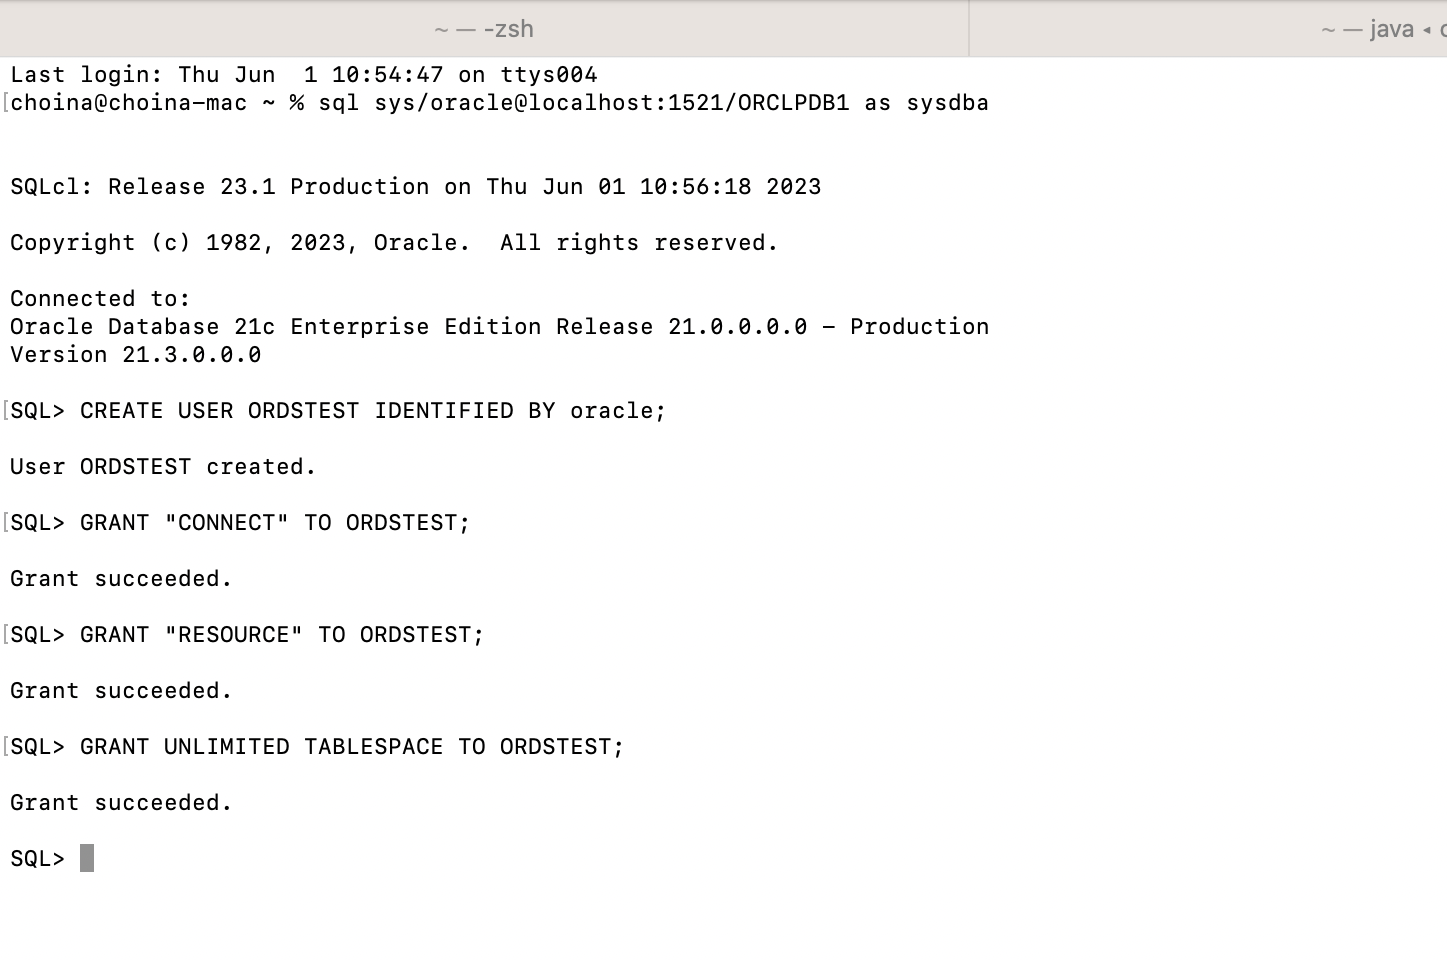 ~ — -zsh
~ — java ◂
Last login: Thu Jun  1 10:54:47 on ttys004
[choina@choina-mac ~ % sql sys/oracle@localhost:1521/ORCLPDB1 as sysdba
SQLcl: Release 23.1 Production on Thu Jun 01 10:56:18 2023
Copyright (c) 1982, 2023, Oracle.  All rights reserved.
Connected to:
Oracle Database 21c Enterprise Edition Release 21.0.0.0.0 – Production
Version 21.3.0.0.0
[SQL> CREATE USER ORDSTEST IDENTIFIED BY oracle;
User ORDSTEST created.
[SQL> GRANT "CONNECT" TO ORDSTEST;
Grant succeeded.
[SQL> GRANT "RESOURCE" TO ORDSTEST;
Grant succeeded.
[SQL> GRANT UNLIMITED TABLESPACE TO ORDSTEST;
Grant succeeded.
SQL>